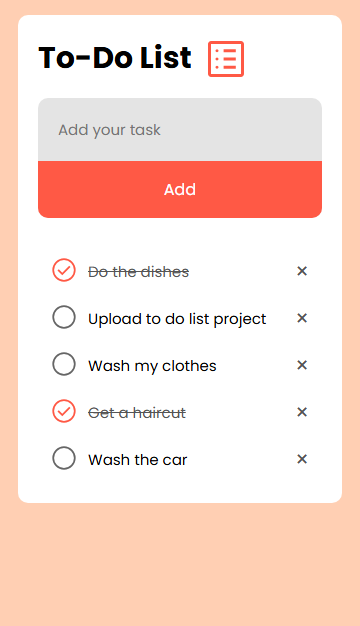 To-Do List
Add your task
Add
Do the dishes ×
Upload to do list project ×
Wash my clothes ×
Get a haircut ×
Wash the car ×